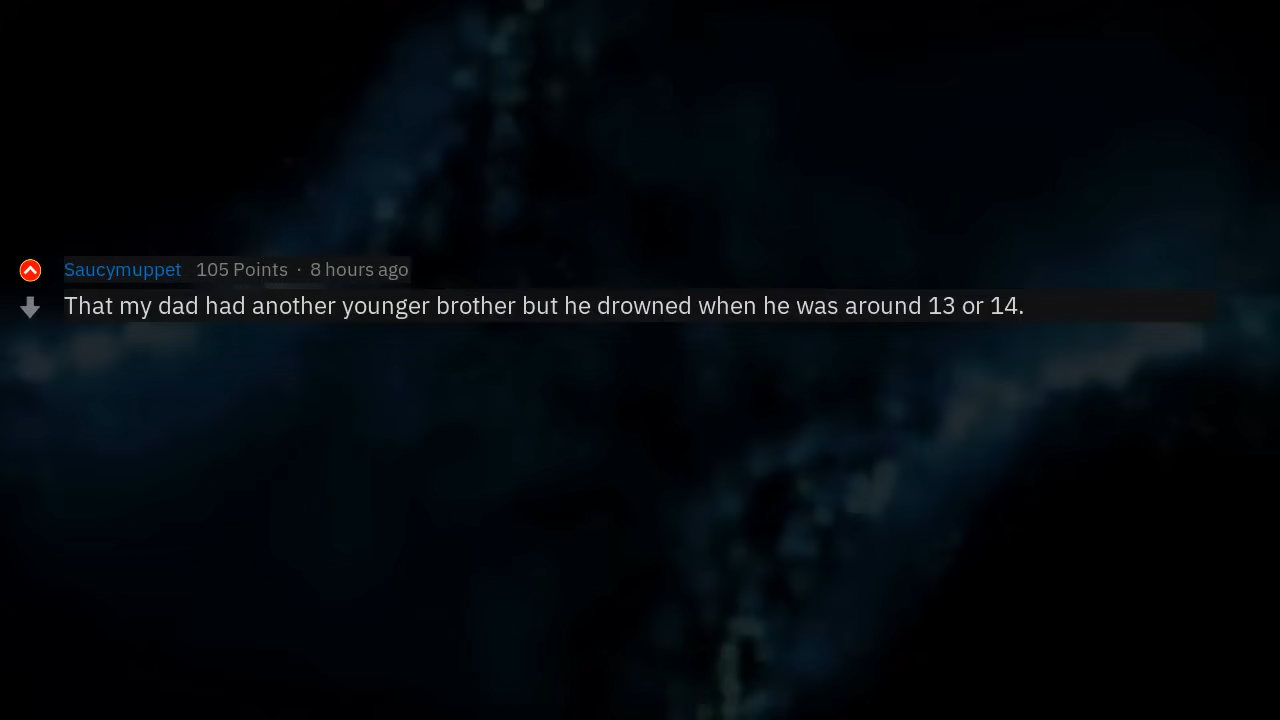 Saucymuppet 105 Points · 8 hours ago
That my dad had another younger brother but he drowned when he was around 13 or 14.